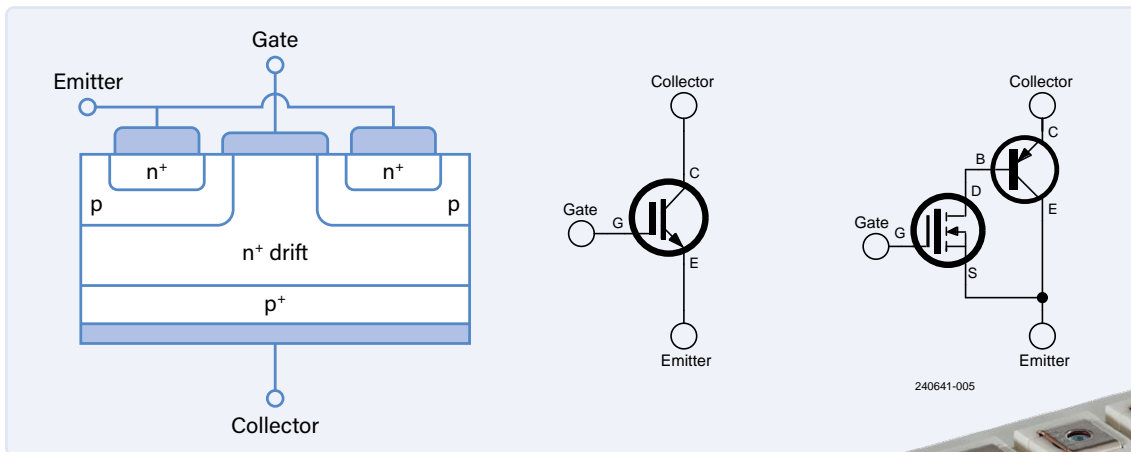 Gate
Emitter
n+
n+
p
p
n+ drift
p+
Collector
Collector
C
Gate
G
E
Emitter
Collector
C
B
D
E
Gate
G
S
Emitter
240641-005